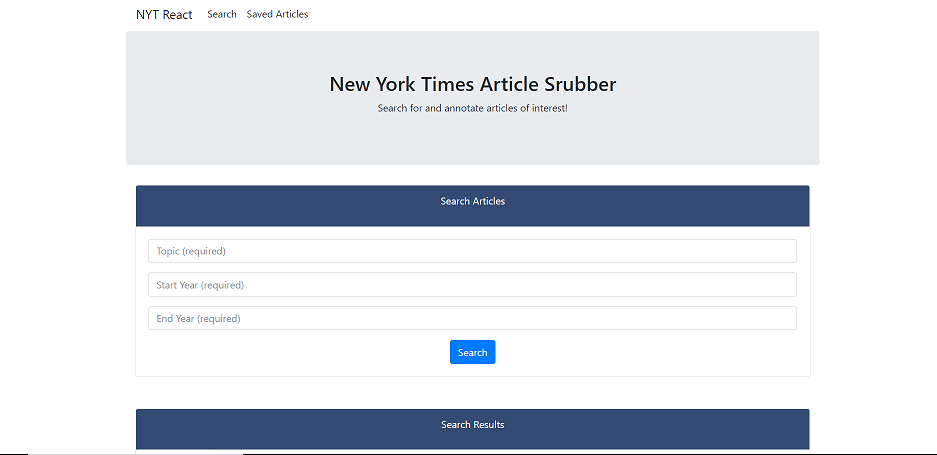 NYT React Search Saved Articles
New York Times Article Srubber
Search for and annotate articles of interest!
Search Articles
Topic (required)
Start Year (required)
End Year (required)
Search
Search Results